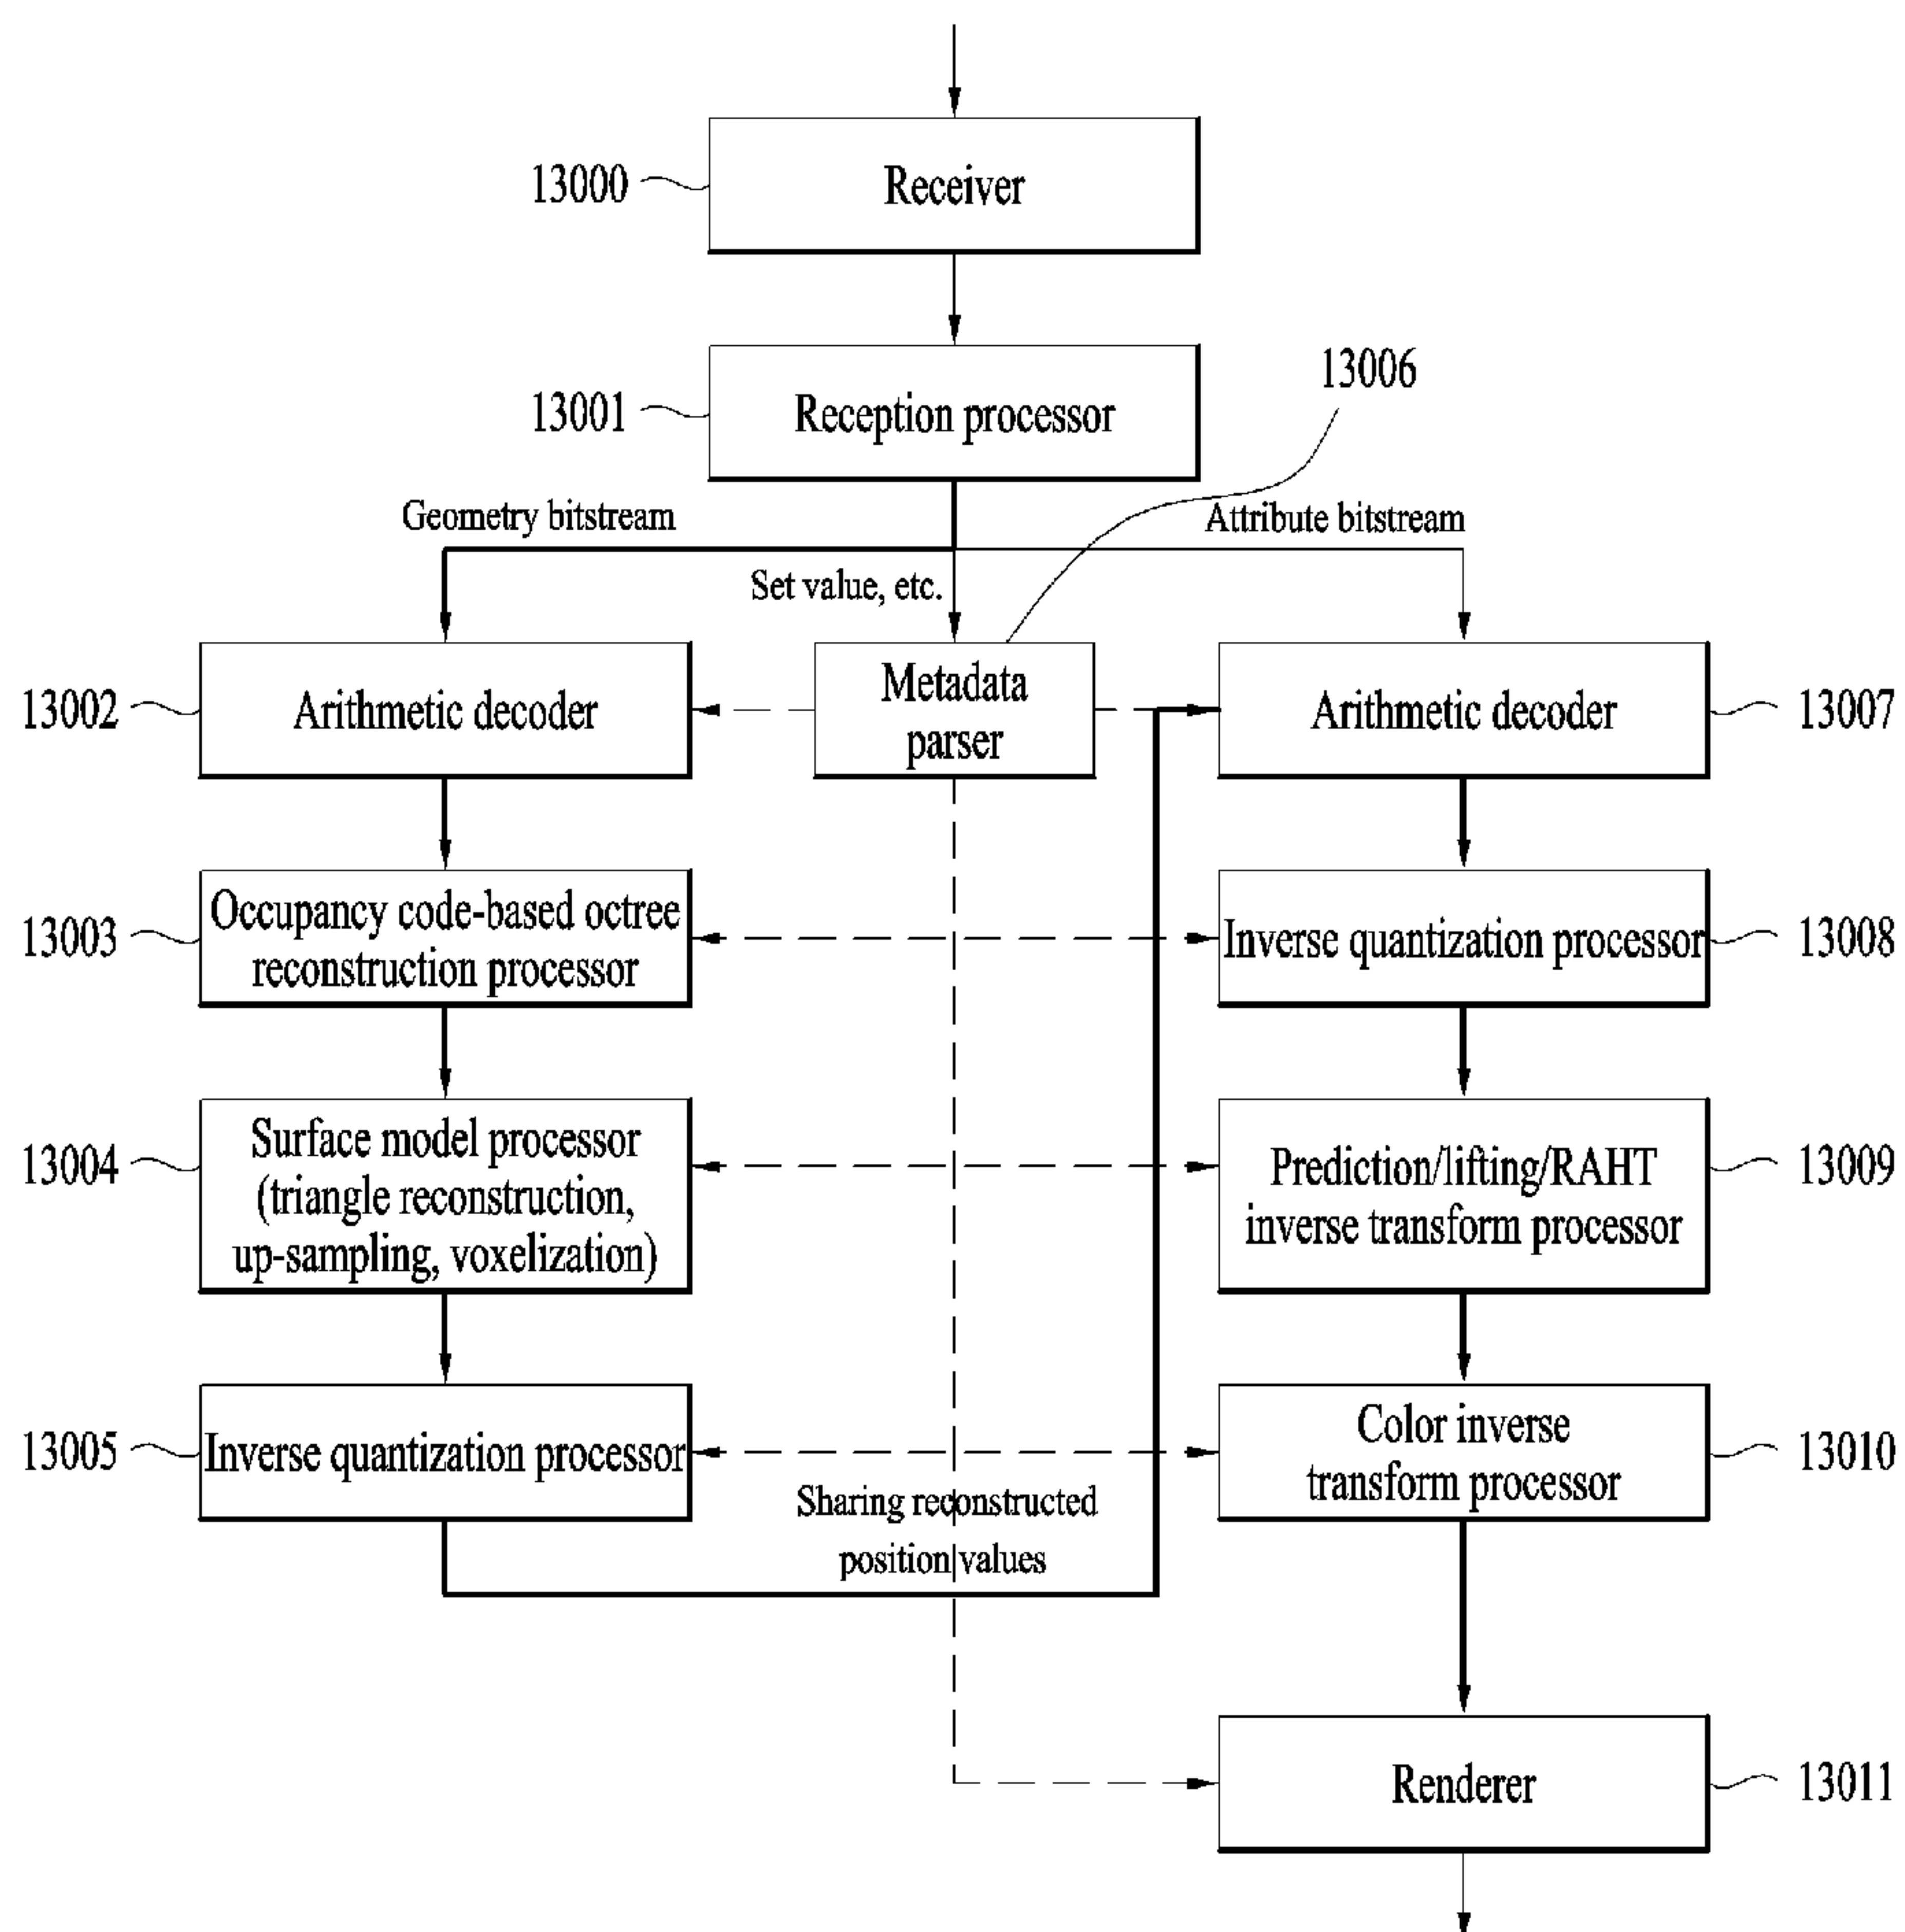 13000
Receiver
13001
Reception processor
13006
Geometry bitstream
Attribute bitstream
Set value, etc.
13002
Arithmetic decoder
Metadata
parser
Arithmetic decoder
13007
13003
Occupancy code-based octree
reconstruction processor
Inverse quantization processor
13008
13004
Surface model processor
(triangle reconstruction,
up-sampling, voxelization)
Prediction/lifting/RAHT
inverse transform processor
13009
13005
Inverse quantization processor
Color inverse
transform processor
13010
Sharing reconstructed
position values
Renderer
13011